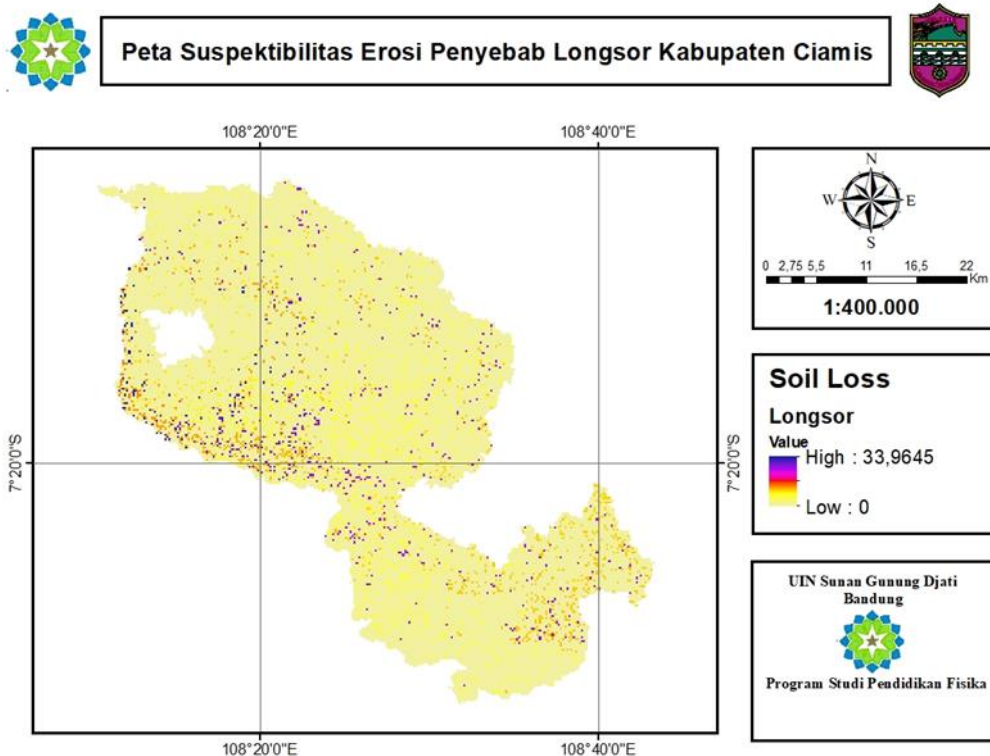 Peta Suspektibilitas Erosi Penyebab Longsor Kabupaten Ciamis
108°20'0"E
108°40'0"E
7°20'0"S
7°20'0"S
108°20'0"E
108°40'0"E
N
W
E
S
0 2,75 5,5 11 16,5 22
Km
1:400.000
Soil Loss
Longsor
Value
High : 33,9645
Low : 0
UIN Sunan Gunung Djati
Bandung
Program Studi Pendidikan Fisika